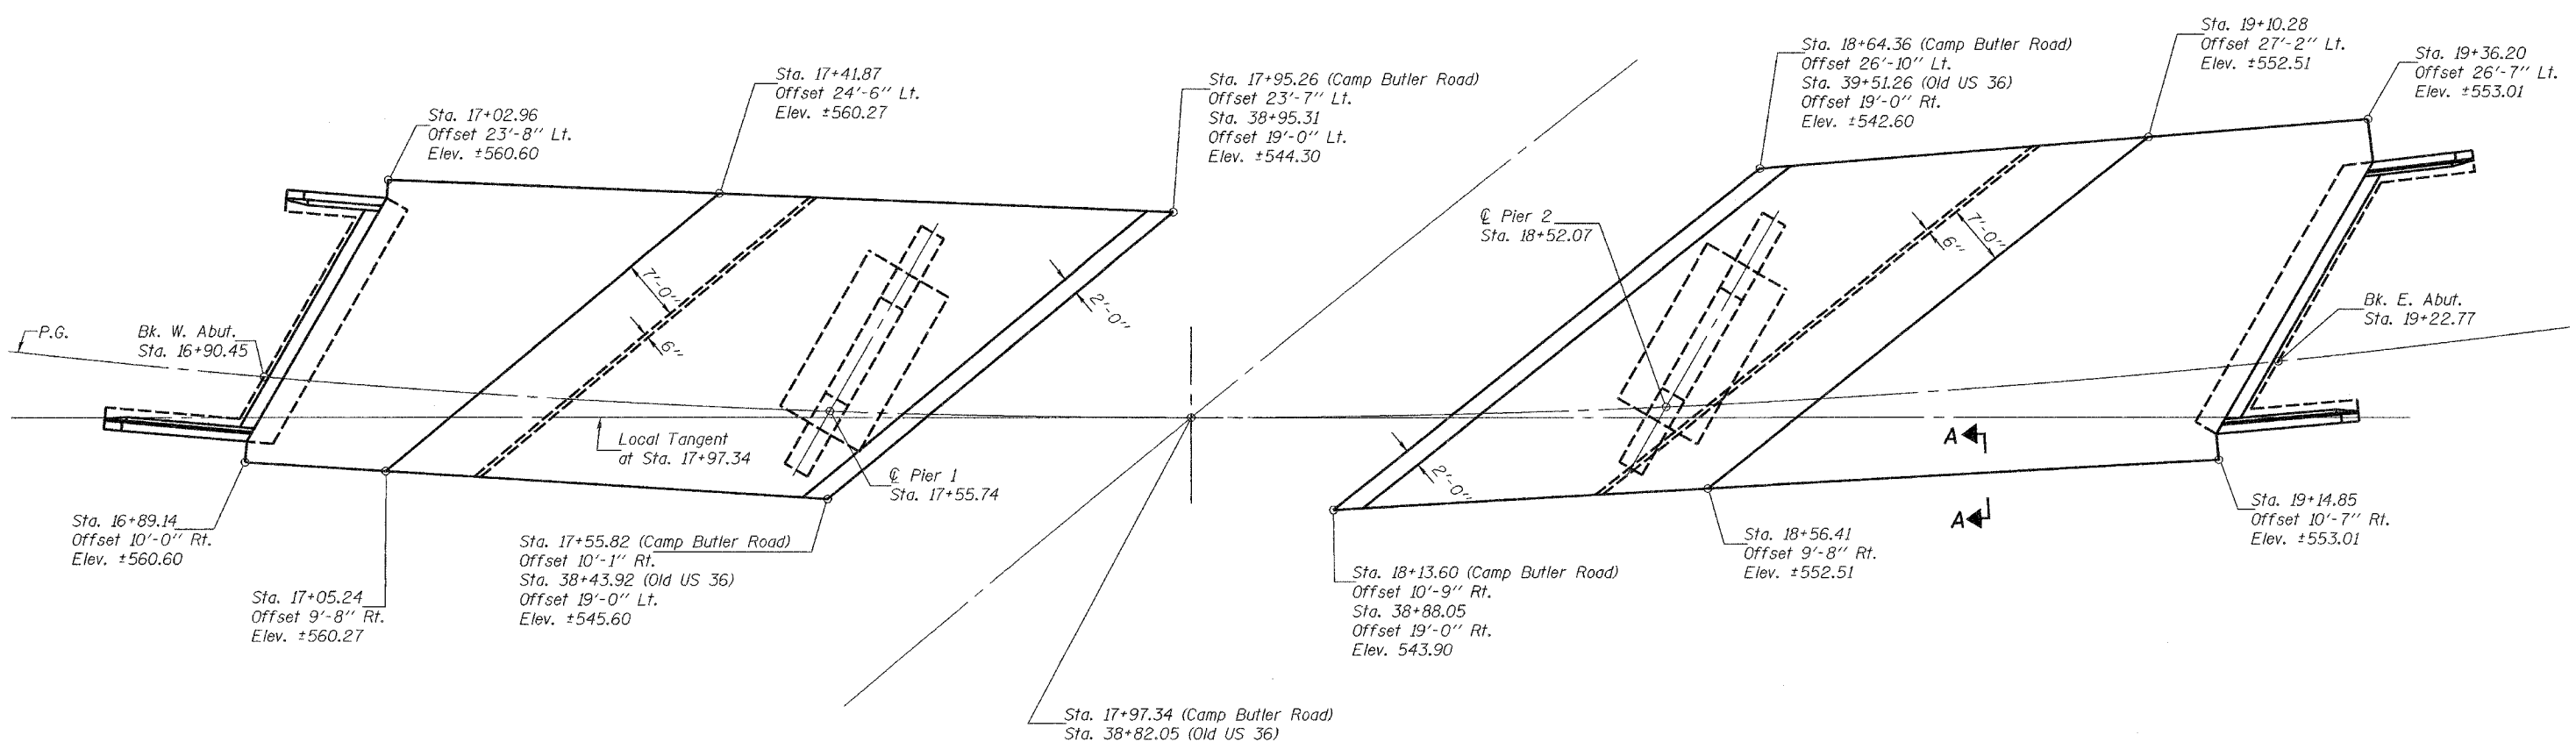 Sta. 17+02.96
Offset 23'-8" Lt.
Elev. ±560.60
Sta. 17+41.87
Offset 24'-6" Lt.
Elev. ±560.27
Sta. 17+95.26 (Camp Butler Road)
Offset 23'-7" Lt.
Sta. 38+95.31
Offset 19'-0" Lt.
Elev. ±544.30
Sta. 18+64.36 (Camp Butler Road)
Offset 26'-10" Lt.
Sta. 39+51.26 (Old US 36)
Offset 19'-0" Rt.
Elev. ±542.60
Sta. 19+10.28
Offset 27'-2" Lt.
Elev. ±552.51
Sta. 19+36.20
Offset 26'-7" Lt.
Elev. ±553.01
℄ Pier 2
Sta. 18+52.07
7'-0"
6"
2'-0"
7'-0"
6"
P.G.
Bk. W. Abut.
Sta. 16+90.45
Bk. E. Abut.
Sta. 19+22.77
Local Tangent
at Sta. 17+97.34
℄ Pier 1
Sta. 17+55.74
2'-0"
A
A
Sta. 16+89.14
Offset 10'-0" Rt.
Elev. ±560.60
Sta. 17+05.24
Offset 9'-8" Rt.
Elev. ±560.27
Sta. 17+55.82 (Camp Butler Road)
Offset 10'-1" Rt.
Sta. 38+43.92 (Old US 36)
Offset 19'-0" Lt.
Elev. ±545.60
Sta. 18+13.60 (Camp Butler Road)
Offset 10'-9" Rt.
Sta. 38+88.05
Offset 19'-0" Rt.
Elev. 543.90
Sta. 18+56.41
Offset 9'-8" Rt.
Elev. ±552.51
Sta. 19+14.85
Offset 10'-7" Rt.
Elev. ±553.01
Sta. 17+97.34 (Camp Butler Road)
Sta. 38+82.05 (Old US 36)